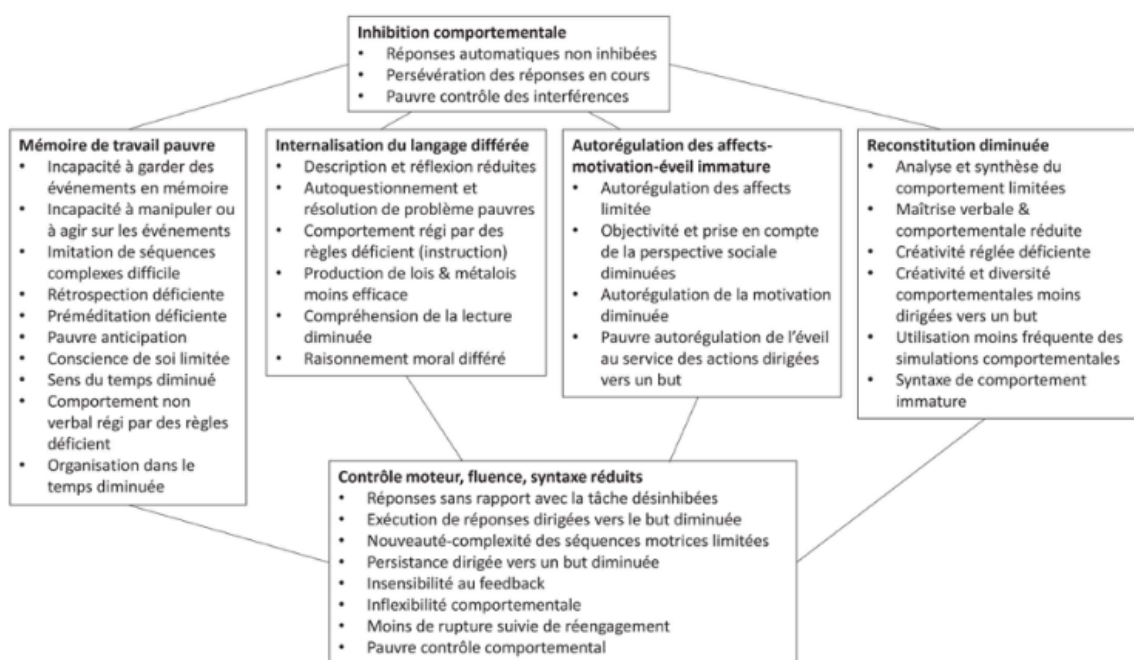 Inhibition comportementale
• Réponses automatiques non inhibées
• Persévération des réponses en cours
• Pauvre contrôle des interférences
Mémoire de travail pauvre
• Incapacité à garder des
événements en mémoire
• Incapacité à manipuler ou
à agir sur les événements
• Imitation de séquences
complexes difficile
• Rétrospection déficiente
• Préméditation déficiente
• Pauvre anticipation
• Conscience de soi limitée
• Sens du temps diminué
• Comportement non
verbal régi par des règles
déficient
• Organisation dans le
temps diminuée
Internalisation du langage différée
• Description et réflexion réduites
• Autoquestionnement et
résolution de problème pauvres
• Comportement régi par des
règles déficient (instruction)
• Production de lois & métalois
moins efficace
• Compréhension de la lecture
diminuée
• Raisonnement moral différé
Autorégulation des affects-
motivation-éveil immature
• Autorégulation des affects
limitée
• Objectivité et prise en compte
de la perspective sociale
diminuées
• Autorégulation de la motivation
diminuée
• Pauvre autorégulation de l'éveil
au service des actions dirigées
vers un but
Reconstitution diminuée
• Analyse et synthèse du
comportement limitées
• Maîtrise verbale &
comportementale réduite
• Créativité réglée déficiente
• Créativité et diversité
comportementales moins
dirigées vers un but
• Utilisation moins fréquente des
simulations comportementales
• Syntaxe de comportement
immature
Contrôle moteur, fluence, syntaxe réduits
• Réponses sans rapport avec la tâche désinhibées
• Exécution de réponses dirigées vers le but diminuée
• Nouveauté-complexité des séquences motrices limitées
• Persistance dirigée vers un but diminuée
• Insensibilité au feedback
• Inflexibilité comportementale
• Moins de rupture suivie de réengagement
• Pauvre contrôle comportemental